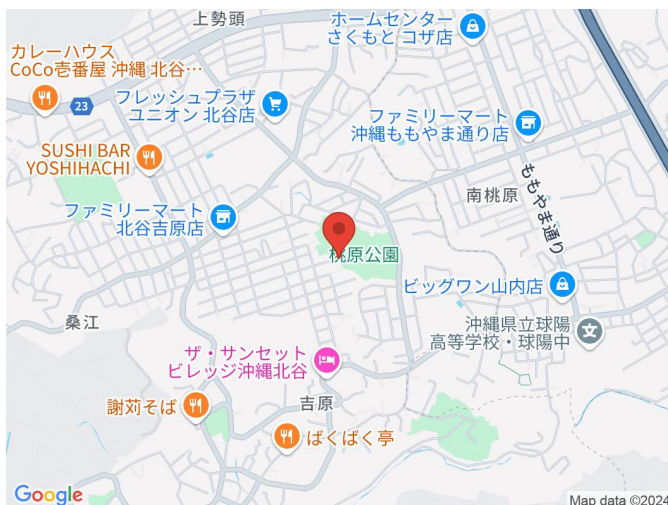 上勢頭
ホームセンター
さくもと コザ店
カレーハウス
CoCo壱番屋 沖縄 北谷…
23
フレッシュプラザ
ユニオン 北谷店
ファミリーマート
沖縄ももやま通り店
SUSHI BAR
YOSHIHACHI
ももやま通り
南桃原
ファミリーマート
北谷吉原店
桃原公園
ビッグワン山内店
桑江
沖縄県立球陽
高等学校・球陽中
ザ・サンセット
ビレッジ沖縄北谷
謝苅そば
吉原
ばくばく亭
Google
Map data ©2024